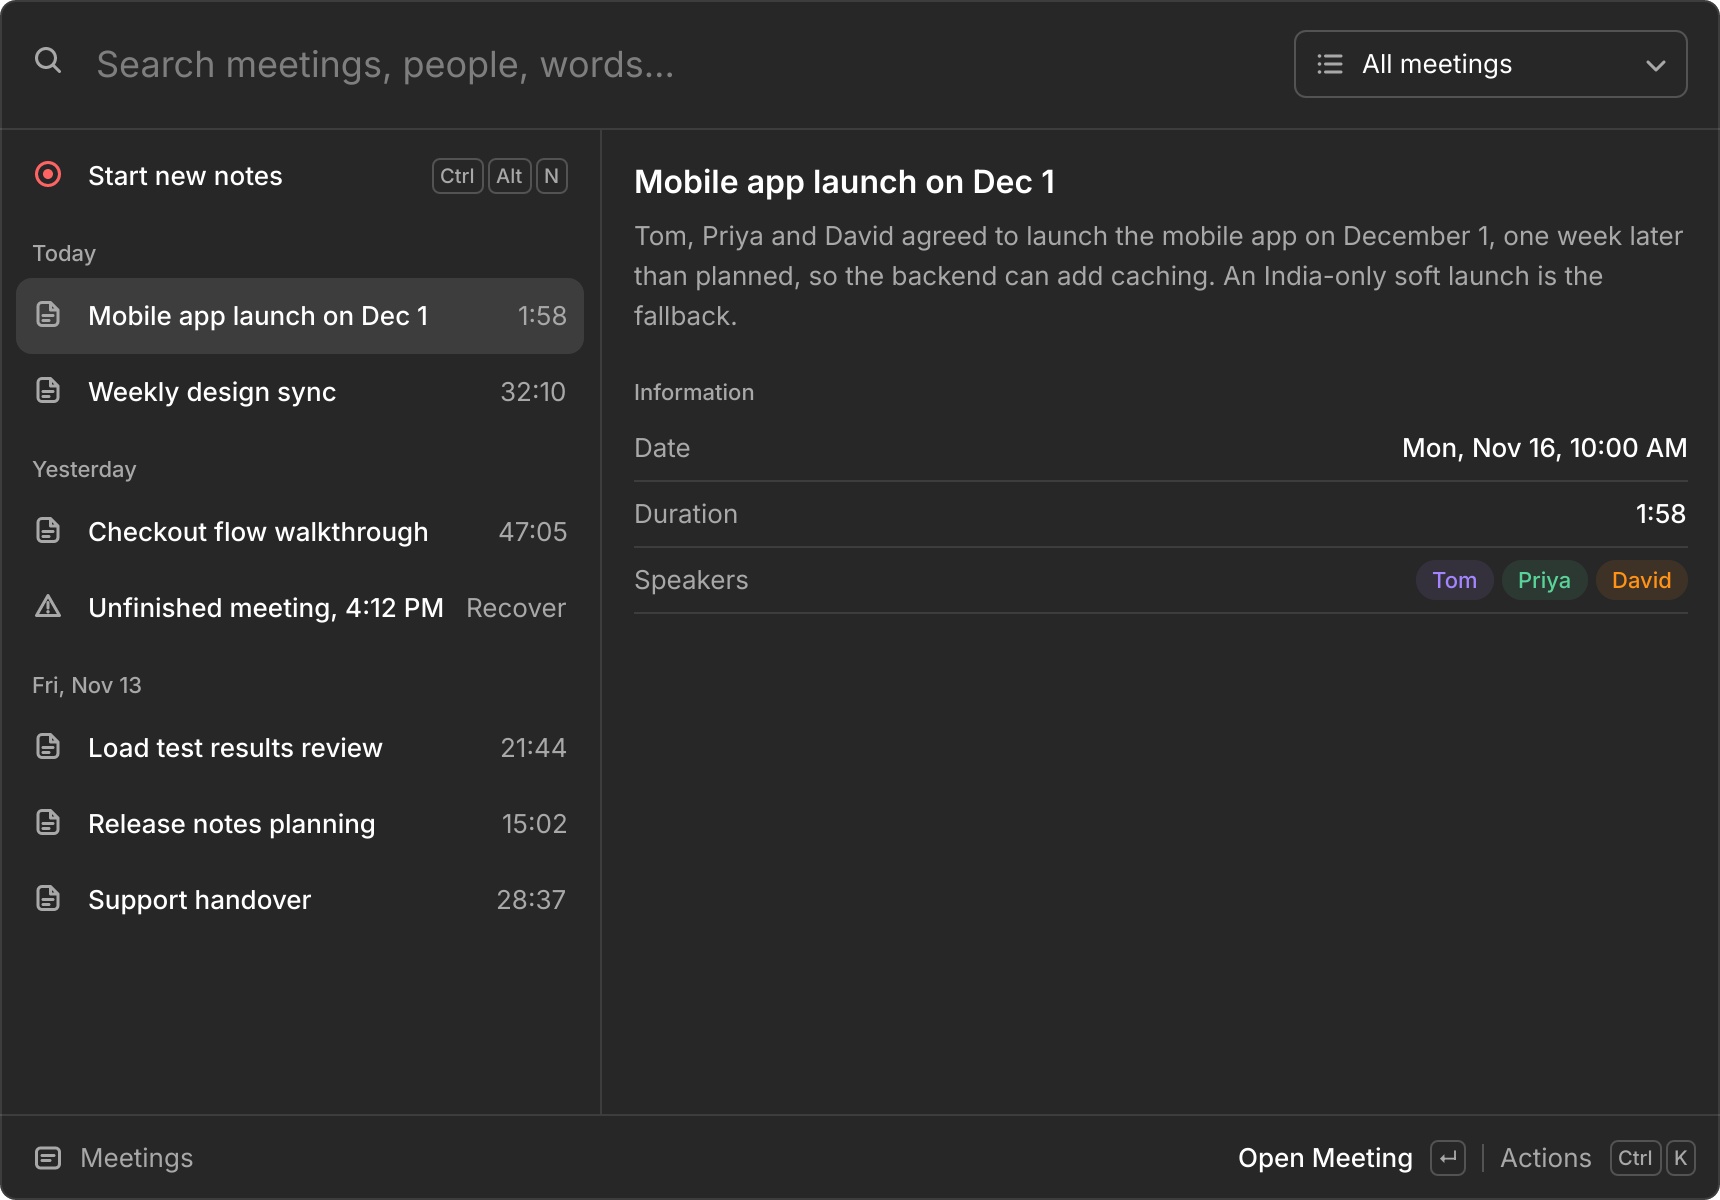 Search meetings, people, words...
All meetings
Start new notes Ctrl Alt N
Today
Mobile app launch on Dec 1 1:58
Weekly design sync 32:10
Yesterday
Checkout flow walkthrough 47:05
Unfinished meeting, 4:12 PM Recover
Fri, Nov 13
Load test results review 21:44
Release notes planning 15:02
Support handover 28:37
Mobile app launch on Dec 1
Tom, Priya and David agreed to launch the mobile app on December 1, one week later
than planned, so the backend can add caching. An India-only soft launch is the
fallback.
Information
Date Mon, Nov 16, 10:00 AM
Duration 1:58
Speakers Tom Priya David
Meetings
Open Meeting ↵ Actions Ctrl K